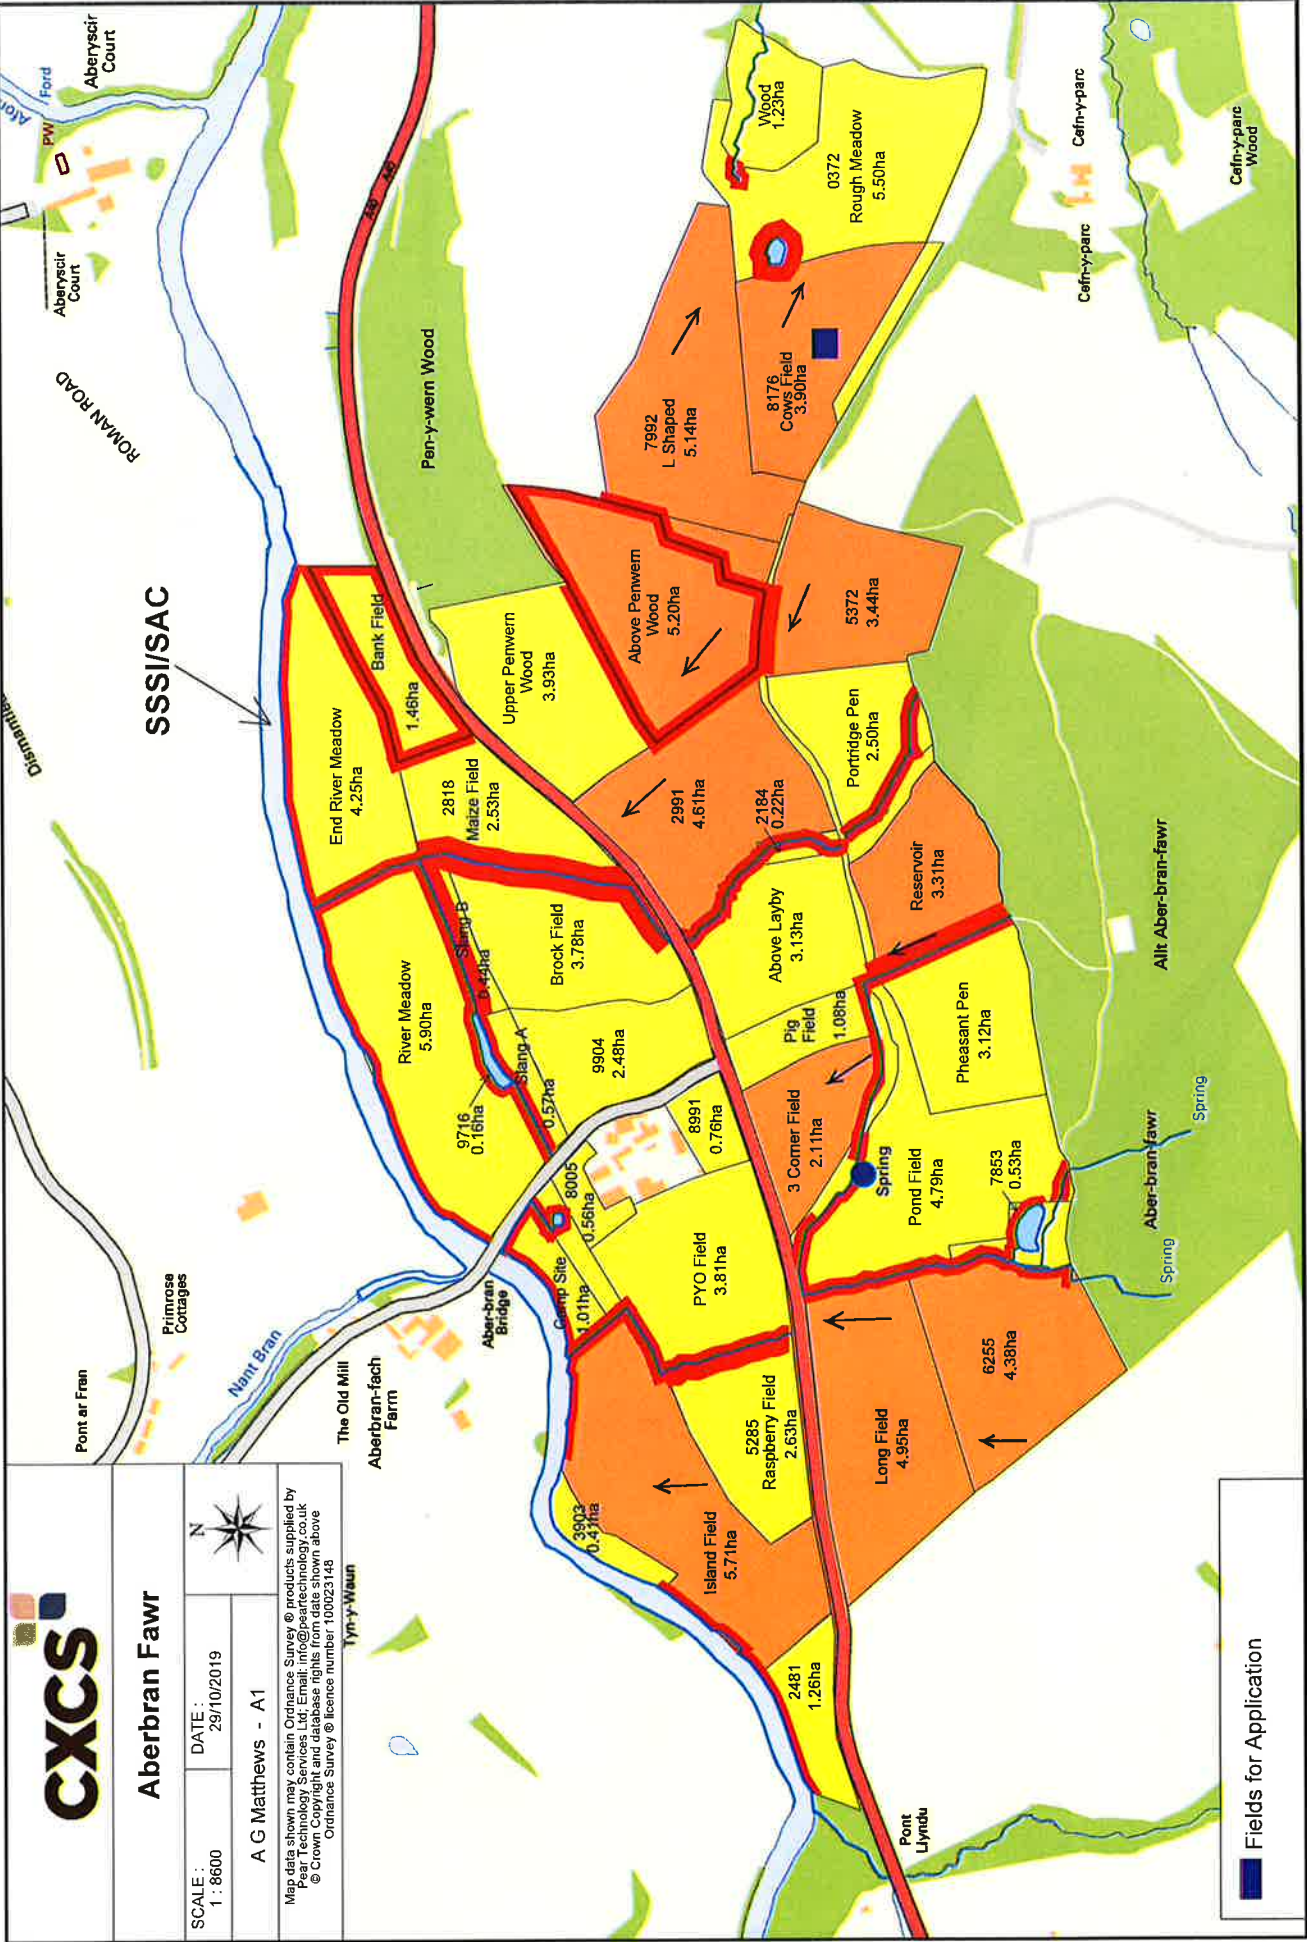 CXCS
Aberbran Fawr
SCALE :
1 : 8600
DATE :
29/10/2019
N
A G Matthews - A1
Map data shown may contain Ordnance Survey ® products supplied by
Pear Technology Services Ltd; Email: info@peartechnology.co.uk
© Crown Copyright and database rights from date shown above
Ordnance Survey ® licence number 100023148
Pont ar Fran
Primrose
Cottages
Nant Bran
The Old Mill
Aberbran-fach
Farm
Tyn-y-Waun
Aber-bran
Bridge
SSSI/SAC
ROMAN ROAD
Aberyscir
Court
PW
Ford
Aberyscir
Court
A40
A40
Pen-y-wern Wood
End River Meadow
4.25ha
Bank Field
1.46ha
2818
Maize Field
2.53ha
Upper Penwern
Wood
3.93ha
Above Penwern
Wood
5.20ha
7992
L Shaped
5.14ha
8176
Cows Field
3.90ha
Wood
1.23ha
0372
Rough Meadow
5.50ha
Cefn-y-parc
Cefn-y-parc
Cefn-y-parc
Wood
River Meadow
5.90ha
Slang B
0.44ha
Brock Field
3.78ha
9716
0.16ha
Slang A
0.57ha
9904
2.48ha
8005
0.56ha
8991
0.76ha
Camp Site
1.01ha
PYO Field
3.81ha
2991
4.61ha
2184
0.22ha
5372
3.44ha
Portridge Pen
2.50ha
Above Layby
3.13ha
Reservoir
3.31ha
Pig
Field
1.08ha
3 Corner Field
2.11ha
Spring
Pheasant Pen
3.12ha
Pond Field
4.79ha
7853
0.53ha
3903
0.41ha
Island Field
5.71ha
5285
Raspberry Field
2.63ha
Long Field
4.95ha
6255
4.38ha
2481
1.26ha
Pont
Llyndu
Allt Aber-bran-fawr
Aber-bran-fawr
Spring
Spring
Fields for Application